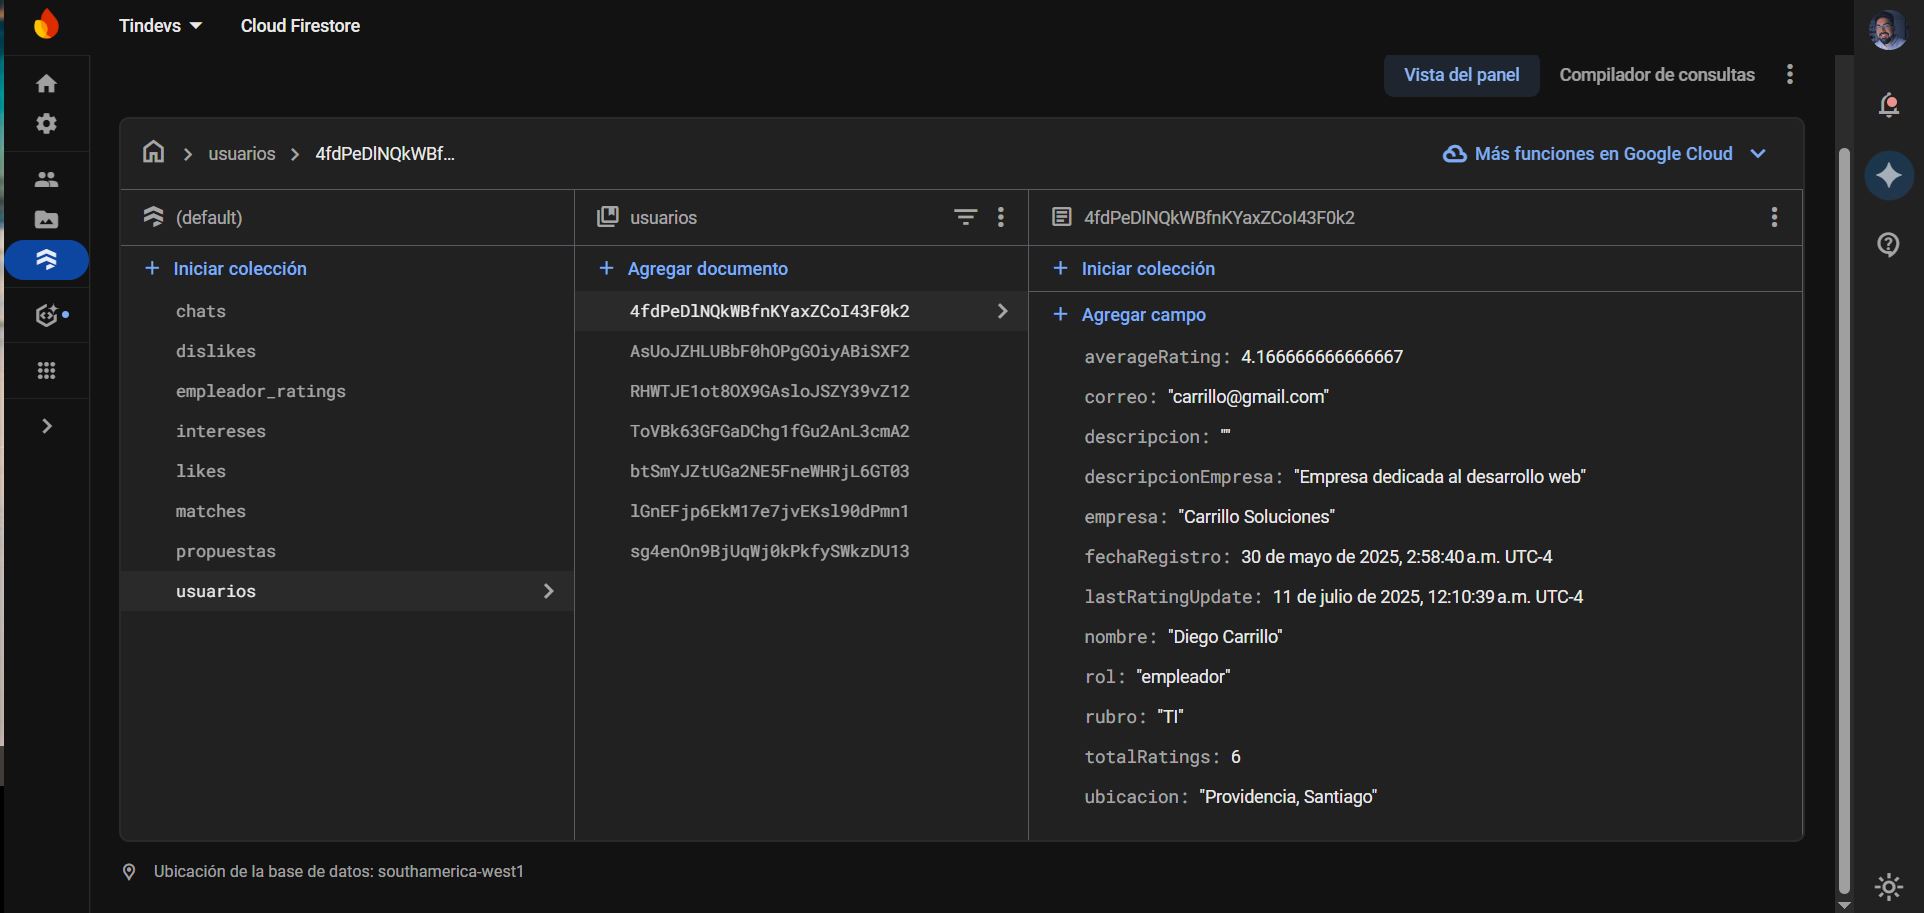 Tindevs
Cloud Firestore
Vista del panel
Compilador de consultas
usuarios
4fdPeDlNQkWBf...
Más funciones en Google Cloud
(default)
usuarios
4fdPeDlNQkWBfnKYaxZCoI43F0k2
Iniciar colección
chats
dislikes
empleador_ratings
intereses
likes
matches
propuestas
usuarios
Agregar documento
4fdPeDlNQkWBfnKYaxZCoI43F0k2
AsUoJZHLUBbF0hOPgGOiyABiSXF2
RHWTJE1ot8OX9GAsloJSZY39vZ12
ToVBk63GFGaDChg1fGu2AnL3cmA2
btSmYJZtUGa2NE5FneWHRjL6GT03
lGnEFjp6EkM17e7jvEKsl90dPmn1
sg4enOn9BjUqWj0kPkfySWkzDU13
Iniciar colección
Agregar campo
averageRating: 4.166666666666667
correo: "carrillo@gmail.com"
descripcion: ""
descripcionEmpresa: "Empresa dedicada al desarrollo web"
empresa: "Carrillo Soluciones"
fechaRegistro: 30 de mayo de 2025, 2:58:40 a.m. UTC-4
lastRatingUpdate: 11 de julio de 2025, 12:10:39 a.m. UTC-4
nombre: "Diego Carrillo"
rol: "empleador"
rubro: "TI"
totalRatings: 6
ubicacion: "Providencia, Santiago"
Ubicación de la base de datos: southamerica-west1